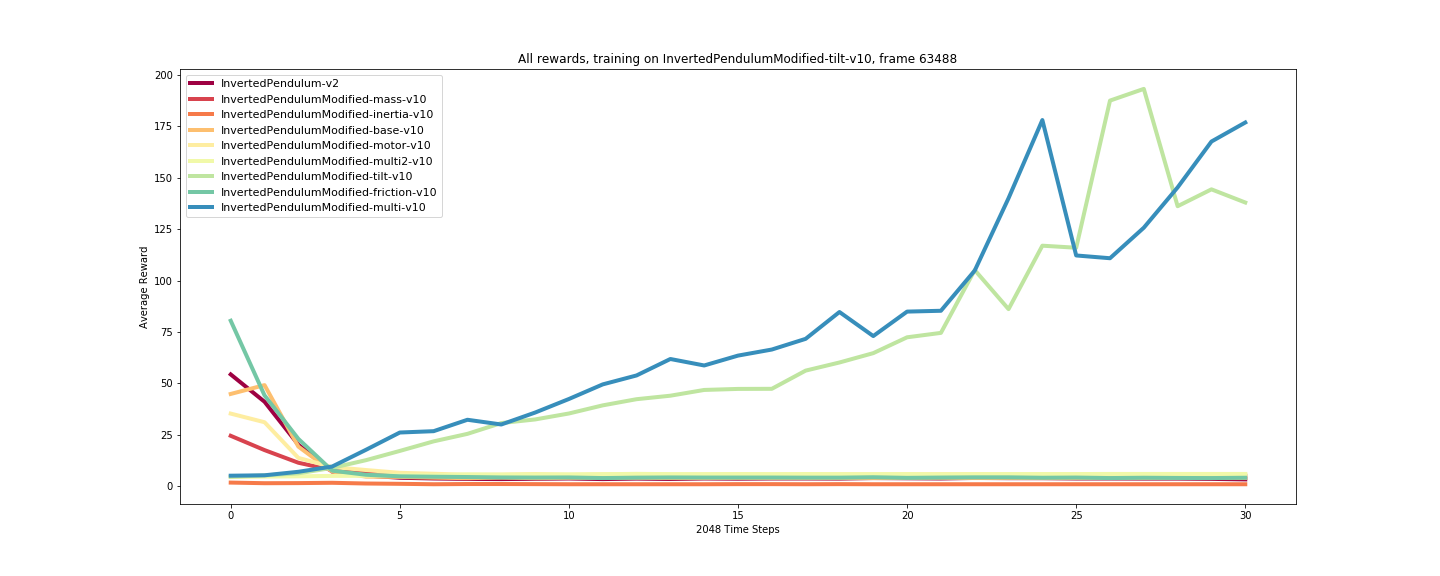 All rewards, training on InvertedPendulumModified-tilt-v10, frame 63488
200
175
150
125
100
75
50
25
0
Average Reward
InvertedPendulum-v2
InvertedPendulumModified-mass-v10
InvertedPendulumModified-inertia-v10
InvertedPendulumModified-base-v10
InvertedPendulumModified-motor-v10
InvertedPendulumModified-multi2-v10
InvertedPendulumModified-tilt-v10
InvertedPendulumModified-friction-v10
InvertedPendulumModified-multi-v10
0 5 10 15 20 25 30
2048 Time Steps